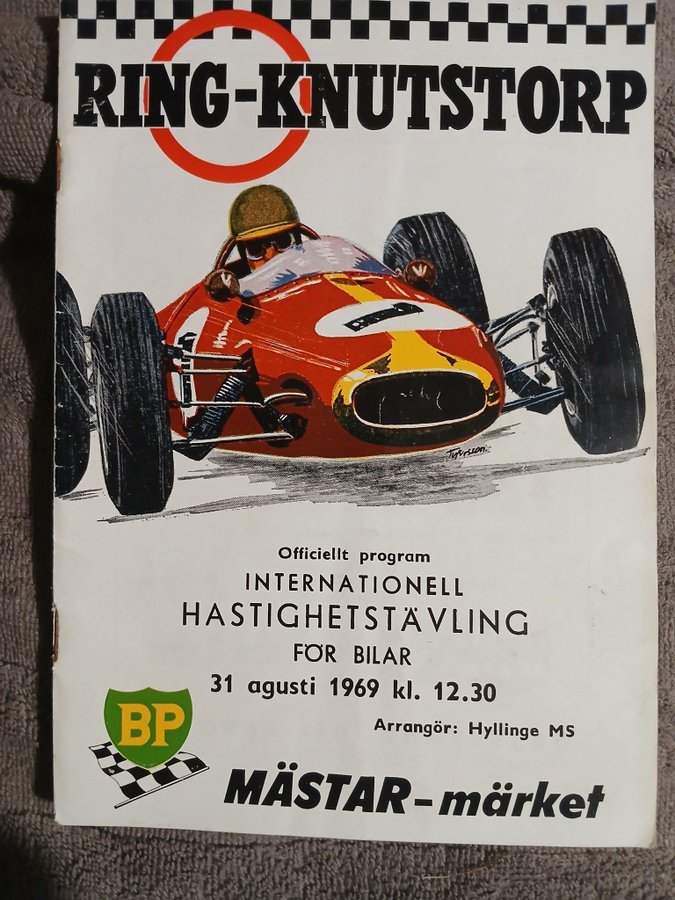 RING-KNUTSTORP
1
Officiellt program
INTERNATIONELL
HASTIGHETSTÄVLING
FÖR BILAR
31 agusti 1969 kl. 12.30
Arrangör: Hyllinge MS
BP
MÄSTAR-märket